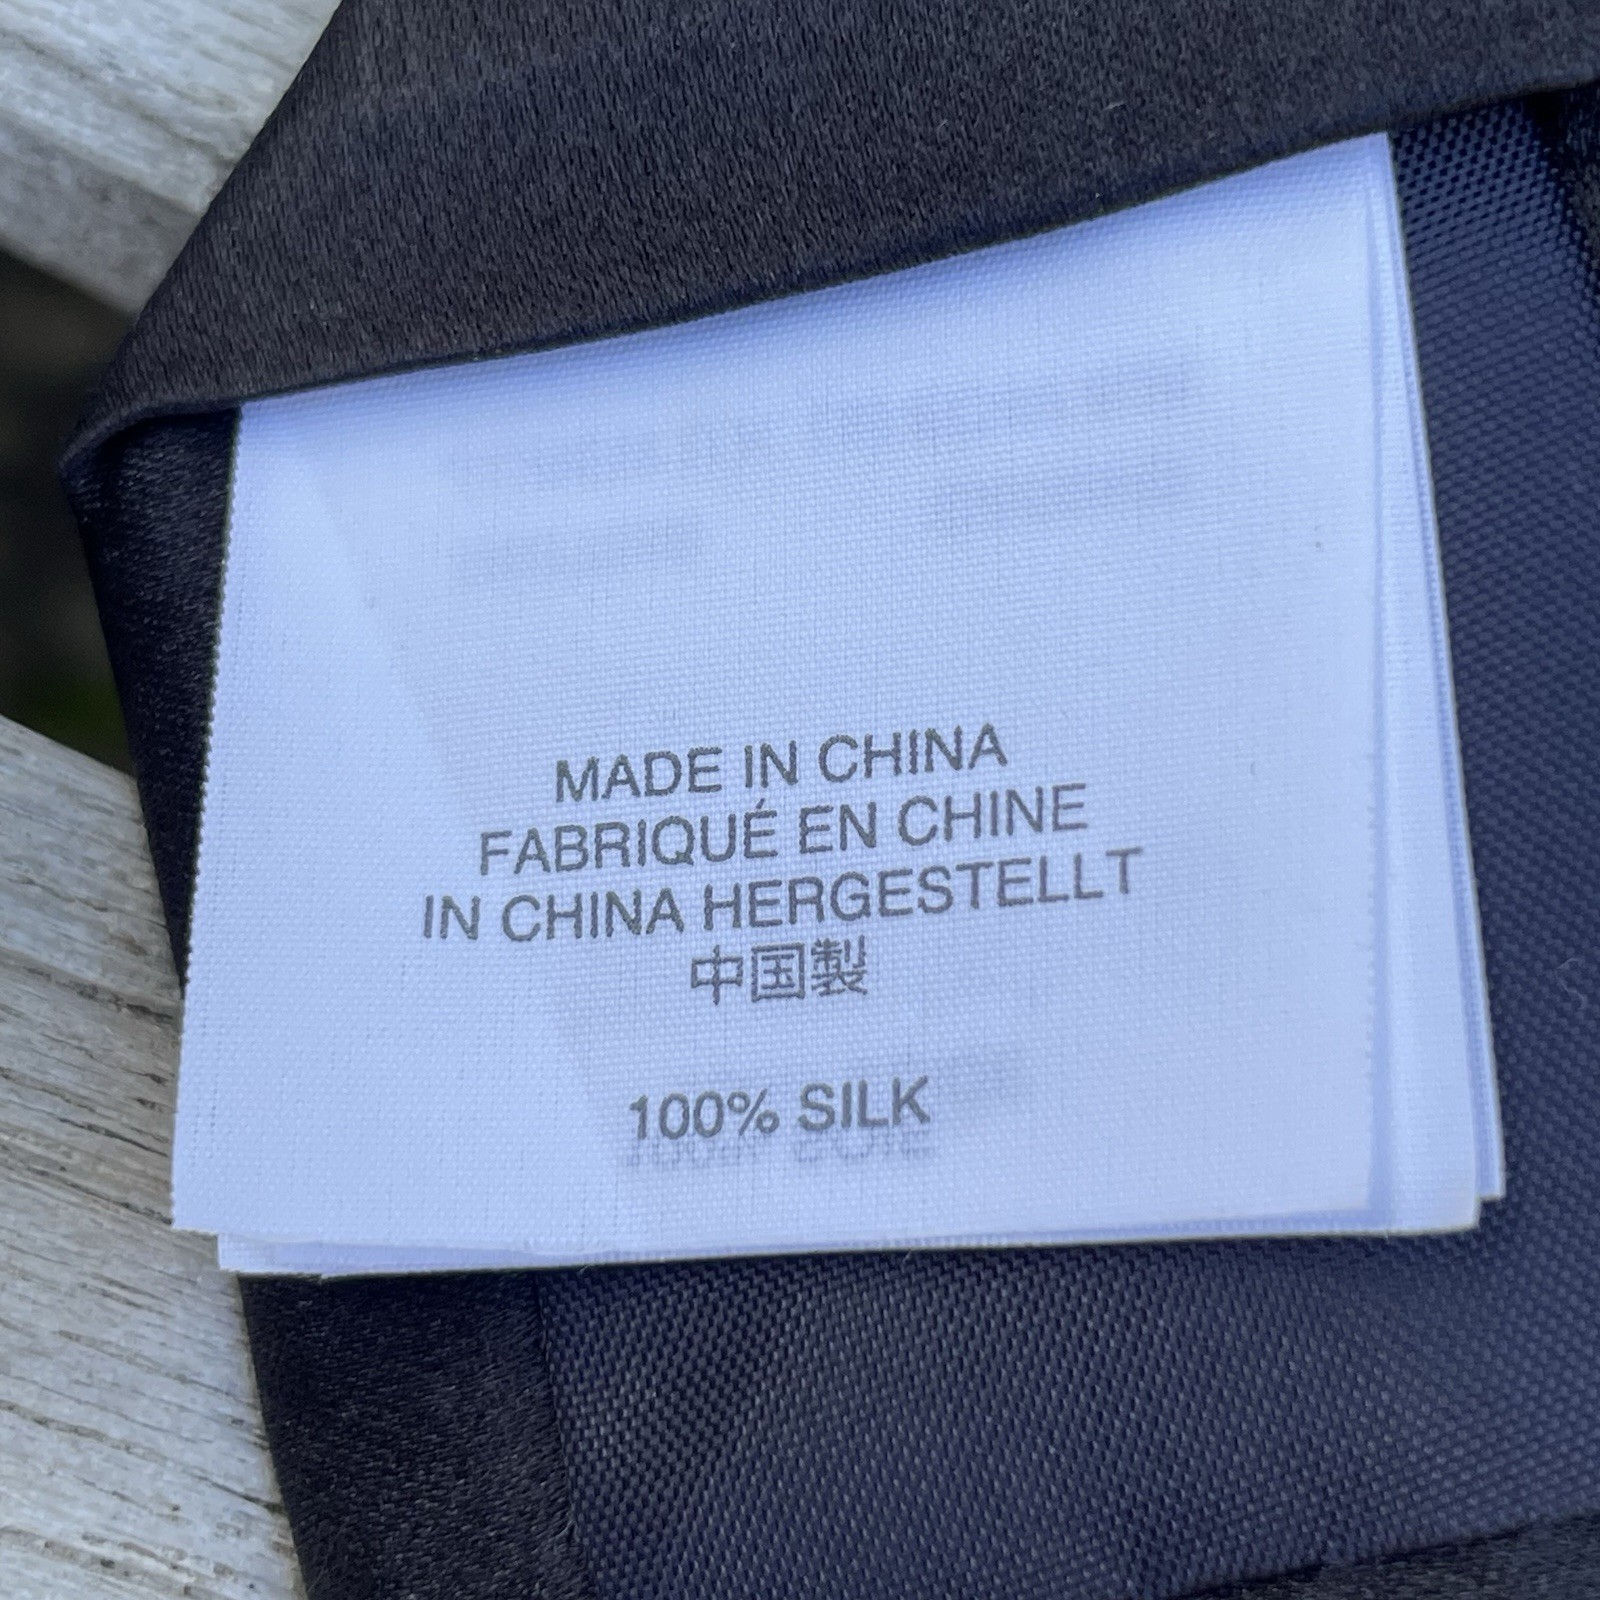 MADE IN CHINA
FABRIQUÉ EN CHINE
IN CHINA HERGESTELLT
中国製
100% SILK